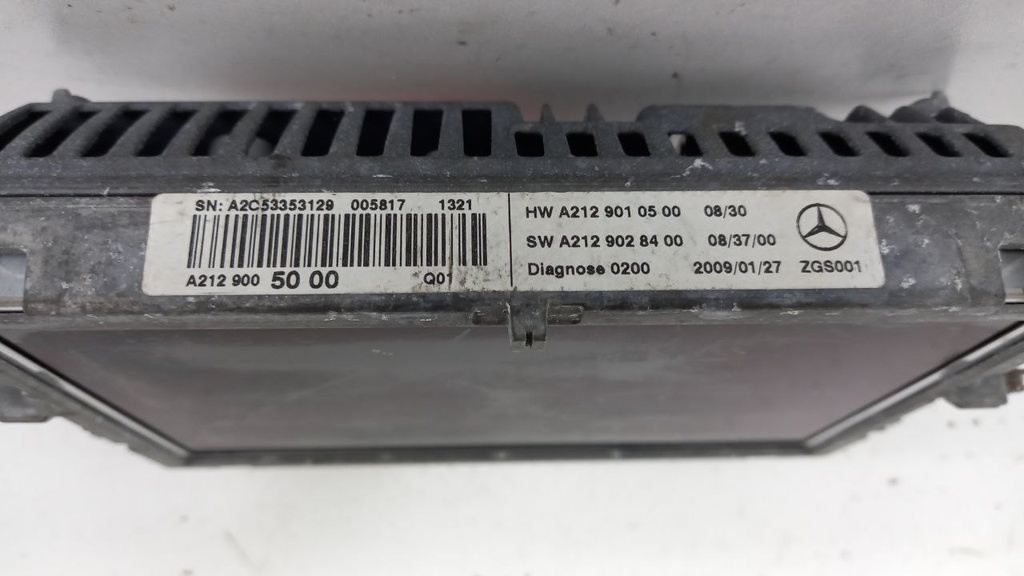 SN: A2C53353129 005817 1321
A212 900 50 00 Q01
HW A212 901 05 00 08/30
SW A212 902 84 00 08/37/00
Diagnose 0200 2009/01/27 ZGS001